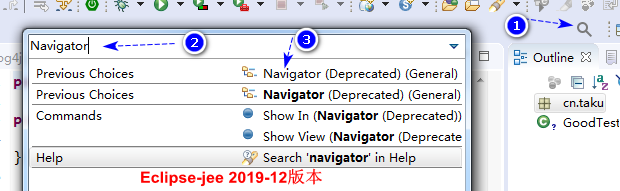 1
Navigator
2
3
Previous Choices Navigator (Deprecated) (General)
Previous Choices Navigator (Deprecated) (General)
Commands Show In (Navigator (Deprecated))
Show View (Navigator (Deprecate
Help Search 'navigator' in Help
Eclipse-jee 2019-12版本
Outline
cn.taku
GoodTest
og4j
p
p
}